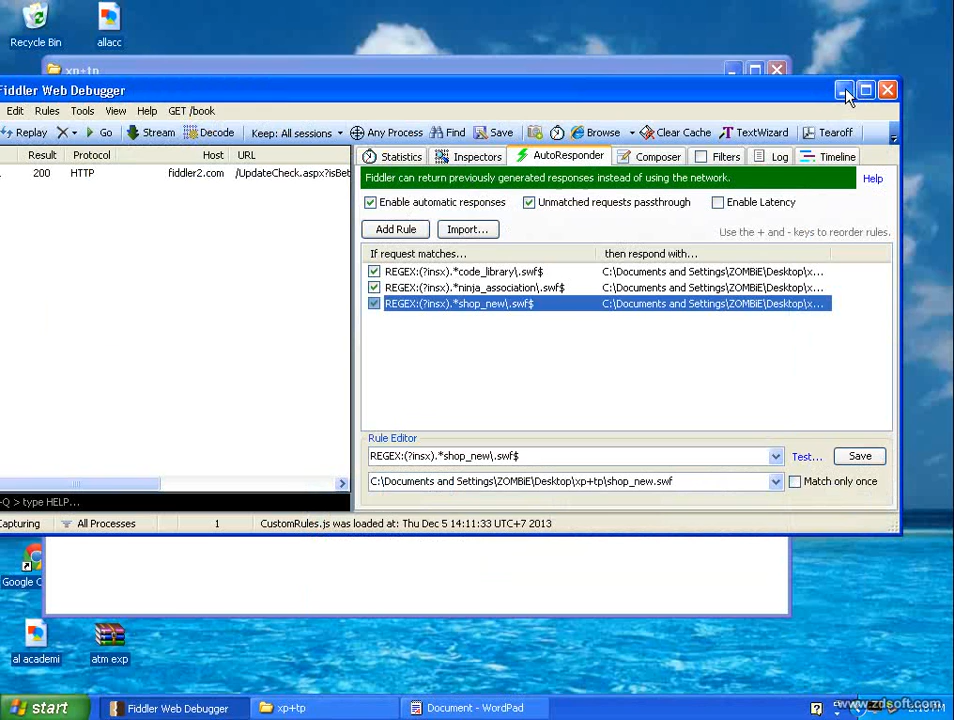 Recycle Bin
allacc
xp+tp
Fiddler Web Debugger
Edit Rules Tools View Help GET /book
Replay Go Stream Decode Keep: All sessions Any Process Find Save Browse Clear Cache TextWizard Tearoff
Result Protocol Host URL
200 HTTP fiddler2.com /UpdateCheck.aspx?isBet
Statistics Inspectors AutoResponder Composer Filters Log Timeline
Fiddler can return previously generated responses instead of using the network.
Help
Enable automatic responses Unmatched requests passthrough Enable Latency
Add Rule Import...
Use the + and - keys to reorder rules.
If request matches... then respond with...
REGEX:(?insx).*code_library\.swf$ C:\Documents and Settings\ZOMBiE\Desktop\x...
REGEX:(?insx).*ninja_association\.swf$ C:\Documents and Settings\ZOMBiE\Desktop\x...
REGEX:(?insx).*shop_new\.swf$ C:\Documents and Settings\ZOMBiE\Desktop\x...
Rule Editor
REGEX:(?insx).*shop_new\.swf$ Test... Save
C:\Documents and Settings\ZOMBiE\Desktop\xp+tp\shop_new.swf Match only once
-Q > type HELP...
Capturing All Processes 1 CustomRules.js was loaded at: Thu Dec 5 14:11:33 UTC+7 2013
Google C
al academi
atm exp
start Fiddler Web Debugger xp+tp Document - WordPad
www.zdsoft.com